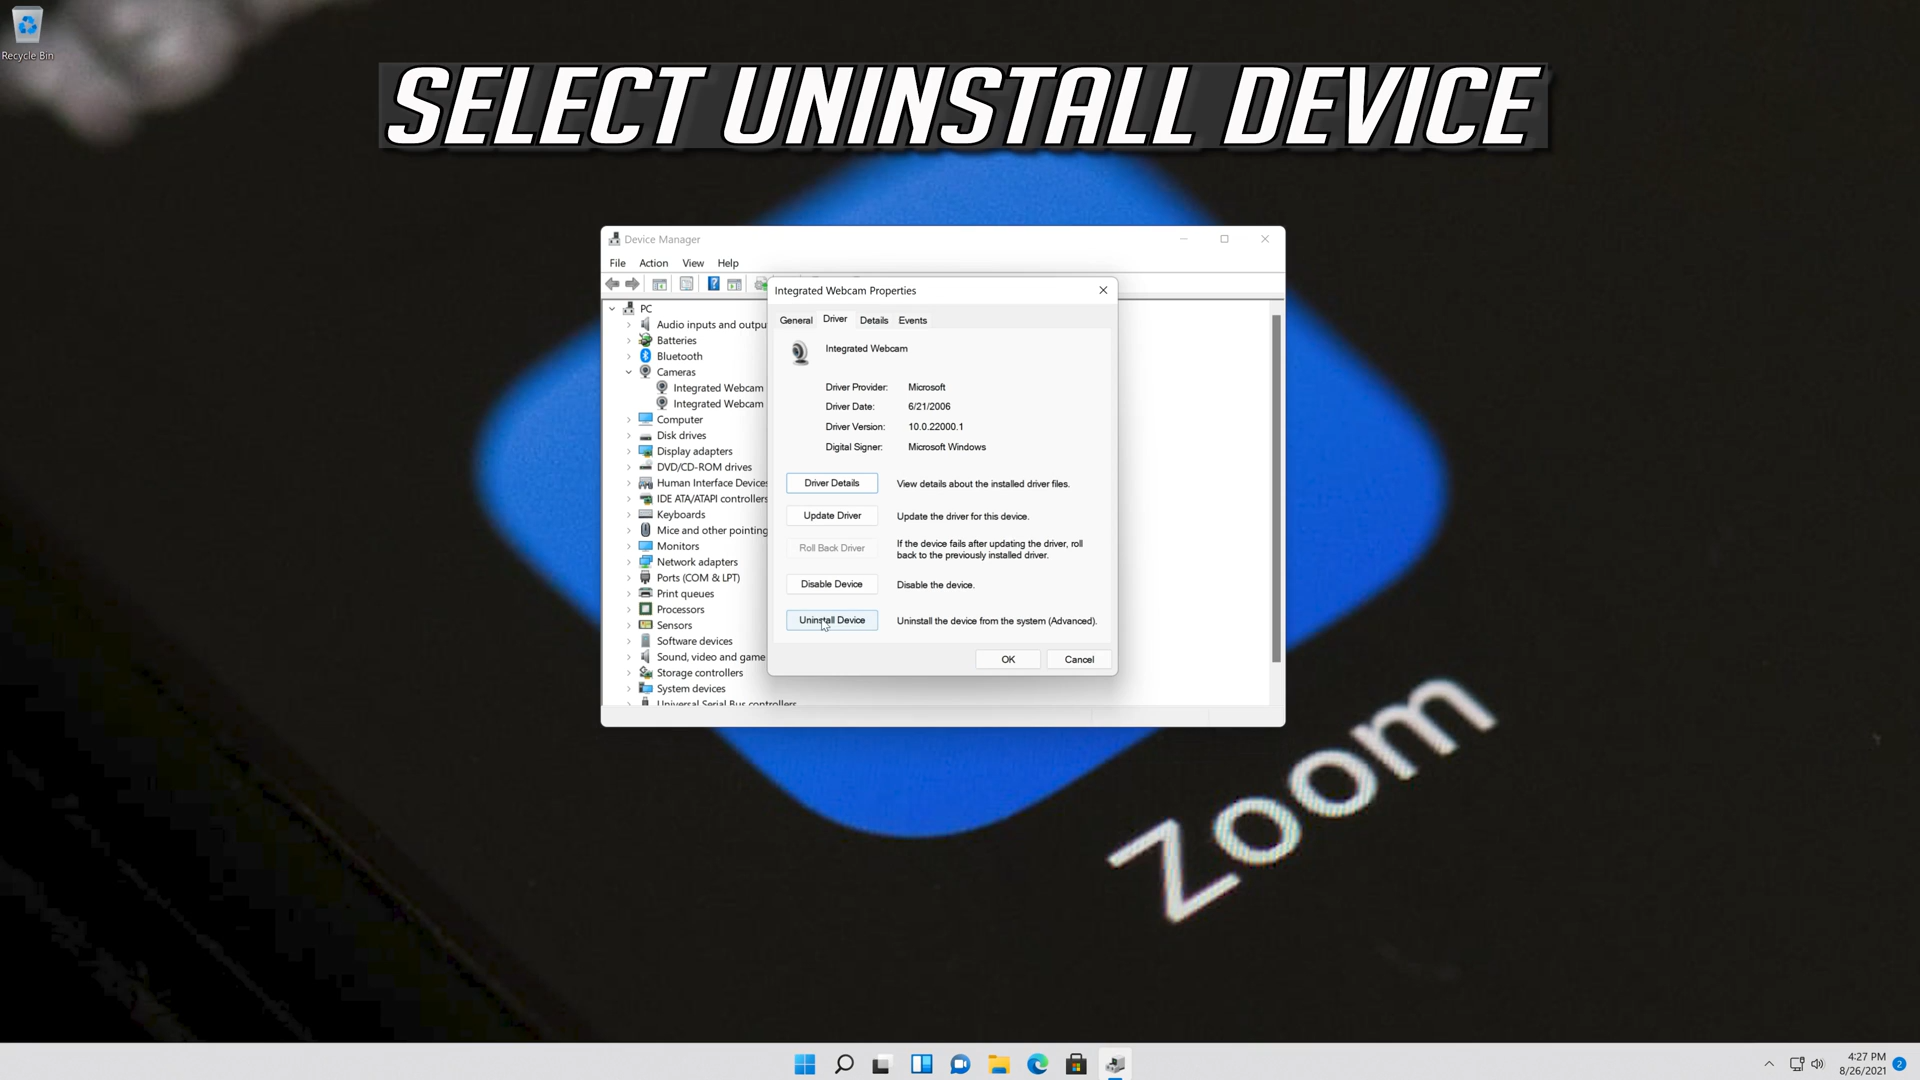 Recycle Bin
SELECT UNINSTALL DEVICE
Device Manager
File Action View Help
PC
Audio inputs and outpu
Batteries
Bluetooth
Cameras
Integrated Webcam
Integrated Webcam
Computer
Disk drives
Display adapters
DVD/CD-ROM drives
Human Interface Devices
IDE ATA/ATAPI controllers
Keyboards
Mice and other pointing
Monitors
Network adapters
Ports (COM & LPT)
Print queues
Processors
Sensors
Software devices
Sound, video and game
Storage controllers
System devices
Universal Serial Bus controllers
Integrated Webcam Properties
General Driver Details Events
Integrated Webcam
Driver Provider: Microsoft
Driver Date: 6/21/2006
Driver Version: 10.0.22000.1
Digital Signer: Microsoft Windows
Driver Details View details about the installed driver files.
Update Driver Update the driver for this device.
Roll Back Driver If the device fails after updating the driver, roll
back to the previously installed driver.
Disable Device Disable the device.
Uninstall Device Uninstall the device from the system (Advanced).
OK Cancel
zoom
4:27 PM
8/26/2021
2